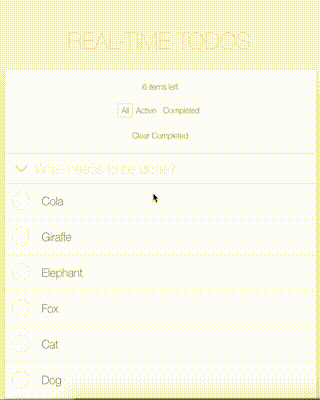 REAL-TIME TODOS
6 items left
All Active Completed
Clear Completed
What needs to be done?
Cola
Giraffe
Elephant
Fox
Cat
Dog